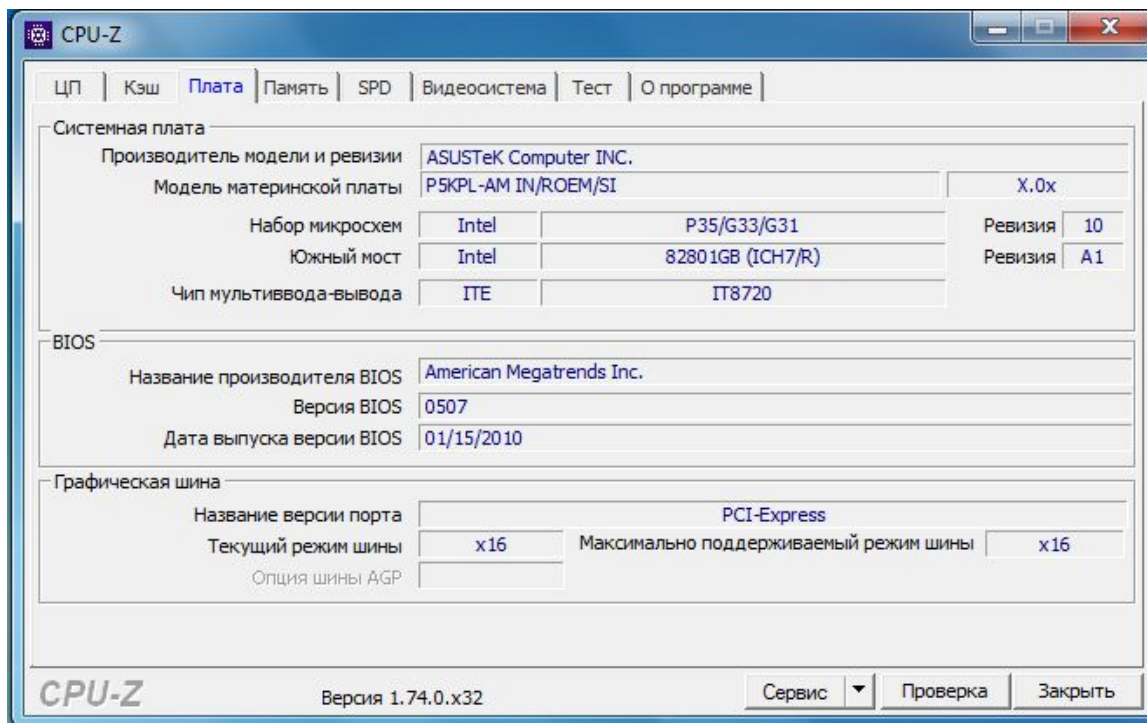 CPU-Z
ЦП Кэш Плата Память SPD Видеосистема Тест О программе
Системная плата
Производитель модели и ревизии ASUSTeK Computer INC.
Модель материнской платы P5KPL-AM IN/ROEM/SI X.0x
Набор микросхем Intel P35/G33/G31 Ревизия 10
Южный мост Intel 82801GB (ICH7/R) Ревизия A1
Чип мультиввода-вывода ITE IT8720
BIOS
Название производителя BIOS American Megatrends Inc.
Версия BIOS 0507
Дата выпуска версии BIOS 01/15/2010
Графическая шина
Название версии порта PCI-Express
Текущий режим шины x16 Максимально поддерживаемый режим шины x16
Опция шины AGP
CPU-Z Версия 1.74.0.x32 Сервис Проверка Закрыть